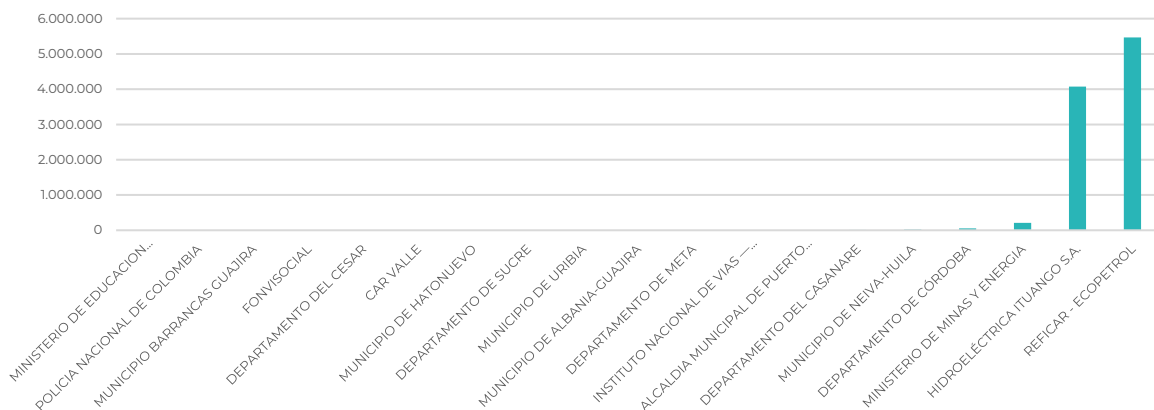 6.000.000
5.000.000
4.000.000
3.000.000
2.000.000
1.000.000
0
MINISTERIO DE EDUCACION…
POLICIA NACIONAL DE COLOMBIA
MUNICIPIO BARRANCAS GUAJIRA
FONVISOCIAL
DEPARTAMENTO DEL CESAR
CAR VALLE
MUNICIPIO DE HATONUEVO
DEPARTAMENTO DE SUCRE
MUNICIPIO DE URIBIA
MUNICIPIO DE ALBANIA-GUAJIRA
DEPARTAMENTO DE META
INSTITUTO NACIONAL DE VIAS —…
ALCALDIA MUNICIPAL DE PUERTO…
DEPARTAMENTO DEL CASANARE
MUNICIPIO DE NEIVA-HUILA
DEPARTAMENTO DE CÓRDOBA
MINISTERIO DE MINAS Y ENERGIA
HIDROELÉCTRICA ITUANGO S.A.
REFICAR - ECOPETROL